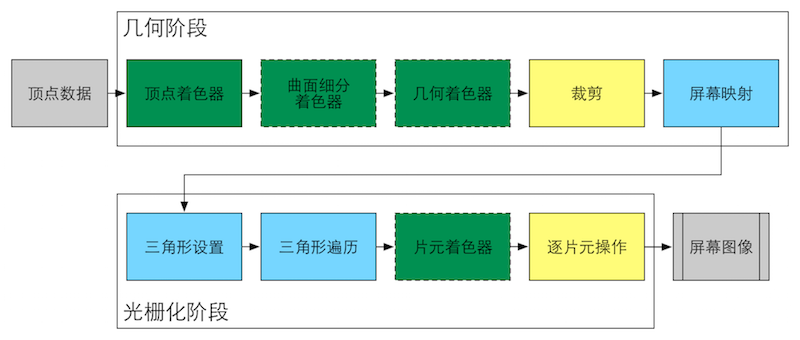 几何阶段
顶点数据
顶点着色器
曲面细分
着色器
几何着色器
裁剪
屏幕映射
三角形设置
三角形遍历
片元着色器
逐片元操作
屏幕图像
光栅化阶段